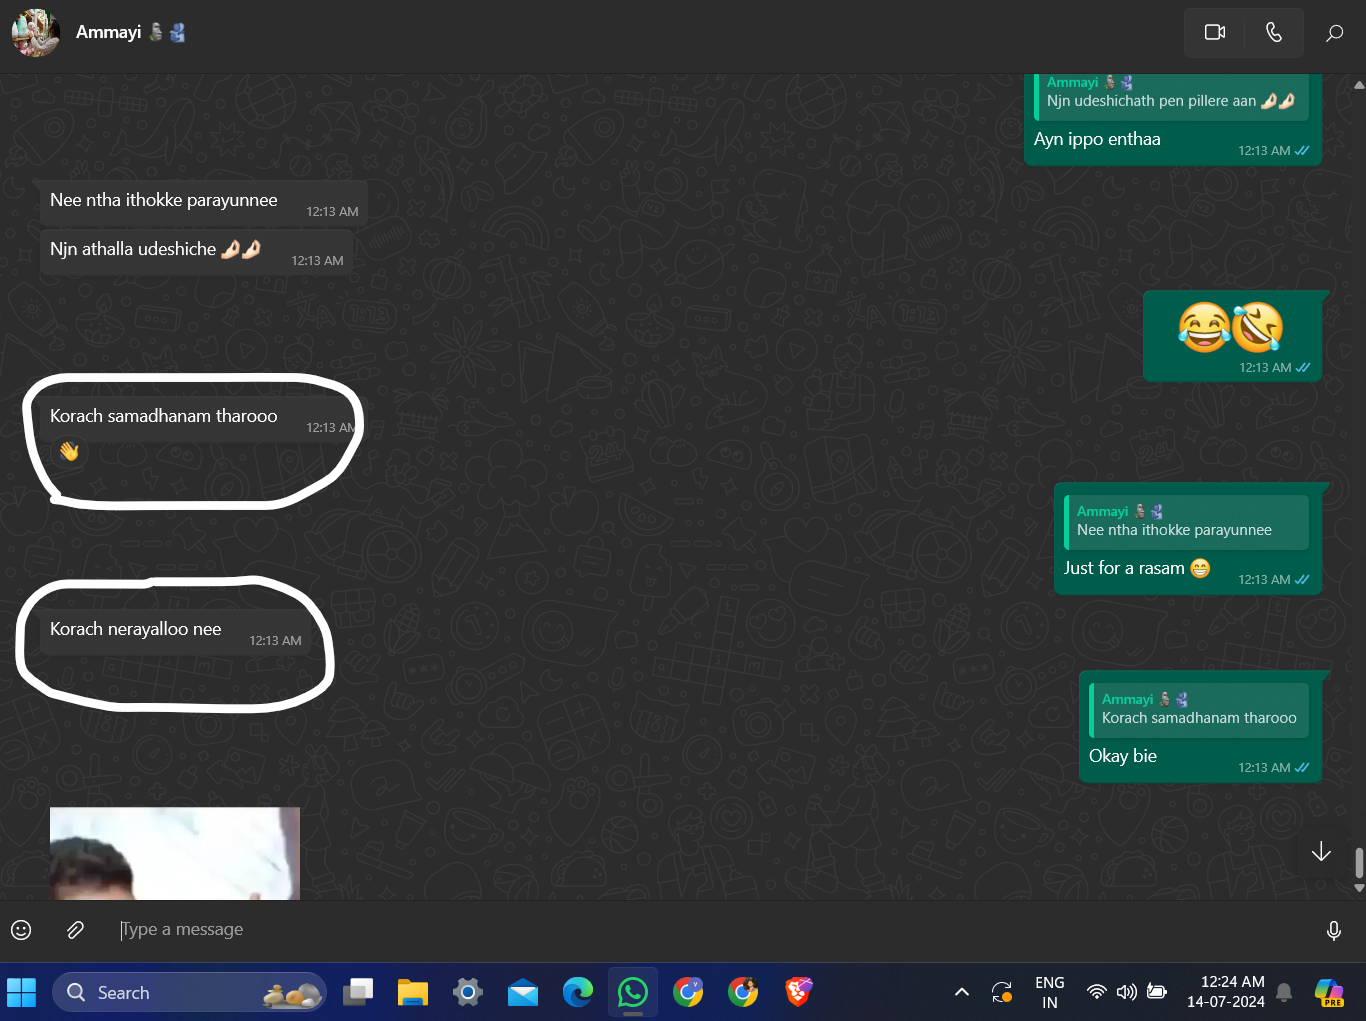 Ammayi
Ammayi
Njn udeshichath pen pillere aan
Ayn ippo enthaa
12:13 AM
Nee ntha ithokke parayunnee
12:13 AM
Njn athalla udeshiche
12:13 AM
12:13 AM
Korach samadhanam tharooo
12:13 AM
Ammayi
Nee ntha ithokke parayunnee
Just for a rasam
12:13 AM
Korach nerayalloo nee
12:13 AM
Ammayi
Korach samadhanam tharooo
Okay bie
12:13 AM
Type a message
Search
ENG
IN
12:24 AM
14-07-2024
PRE